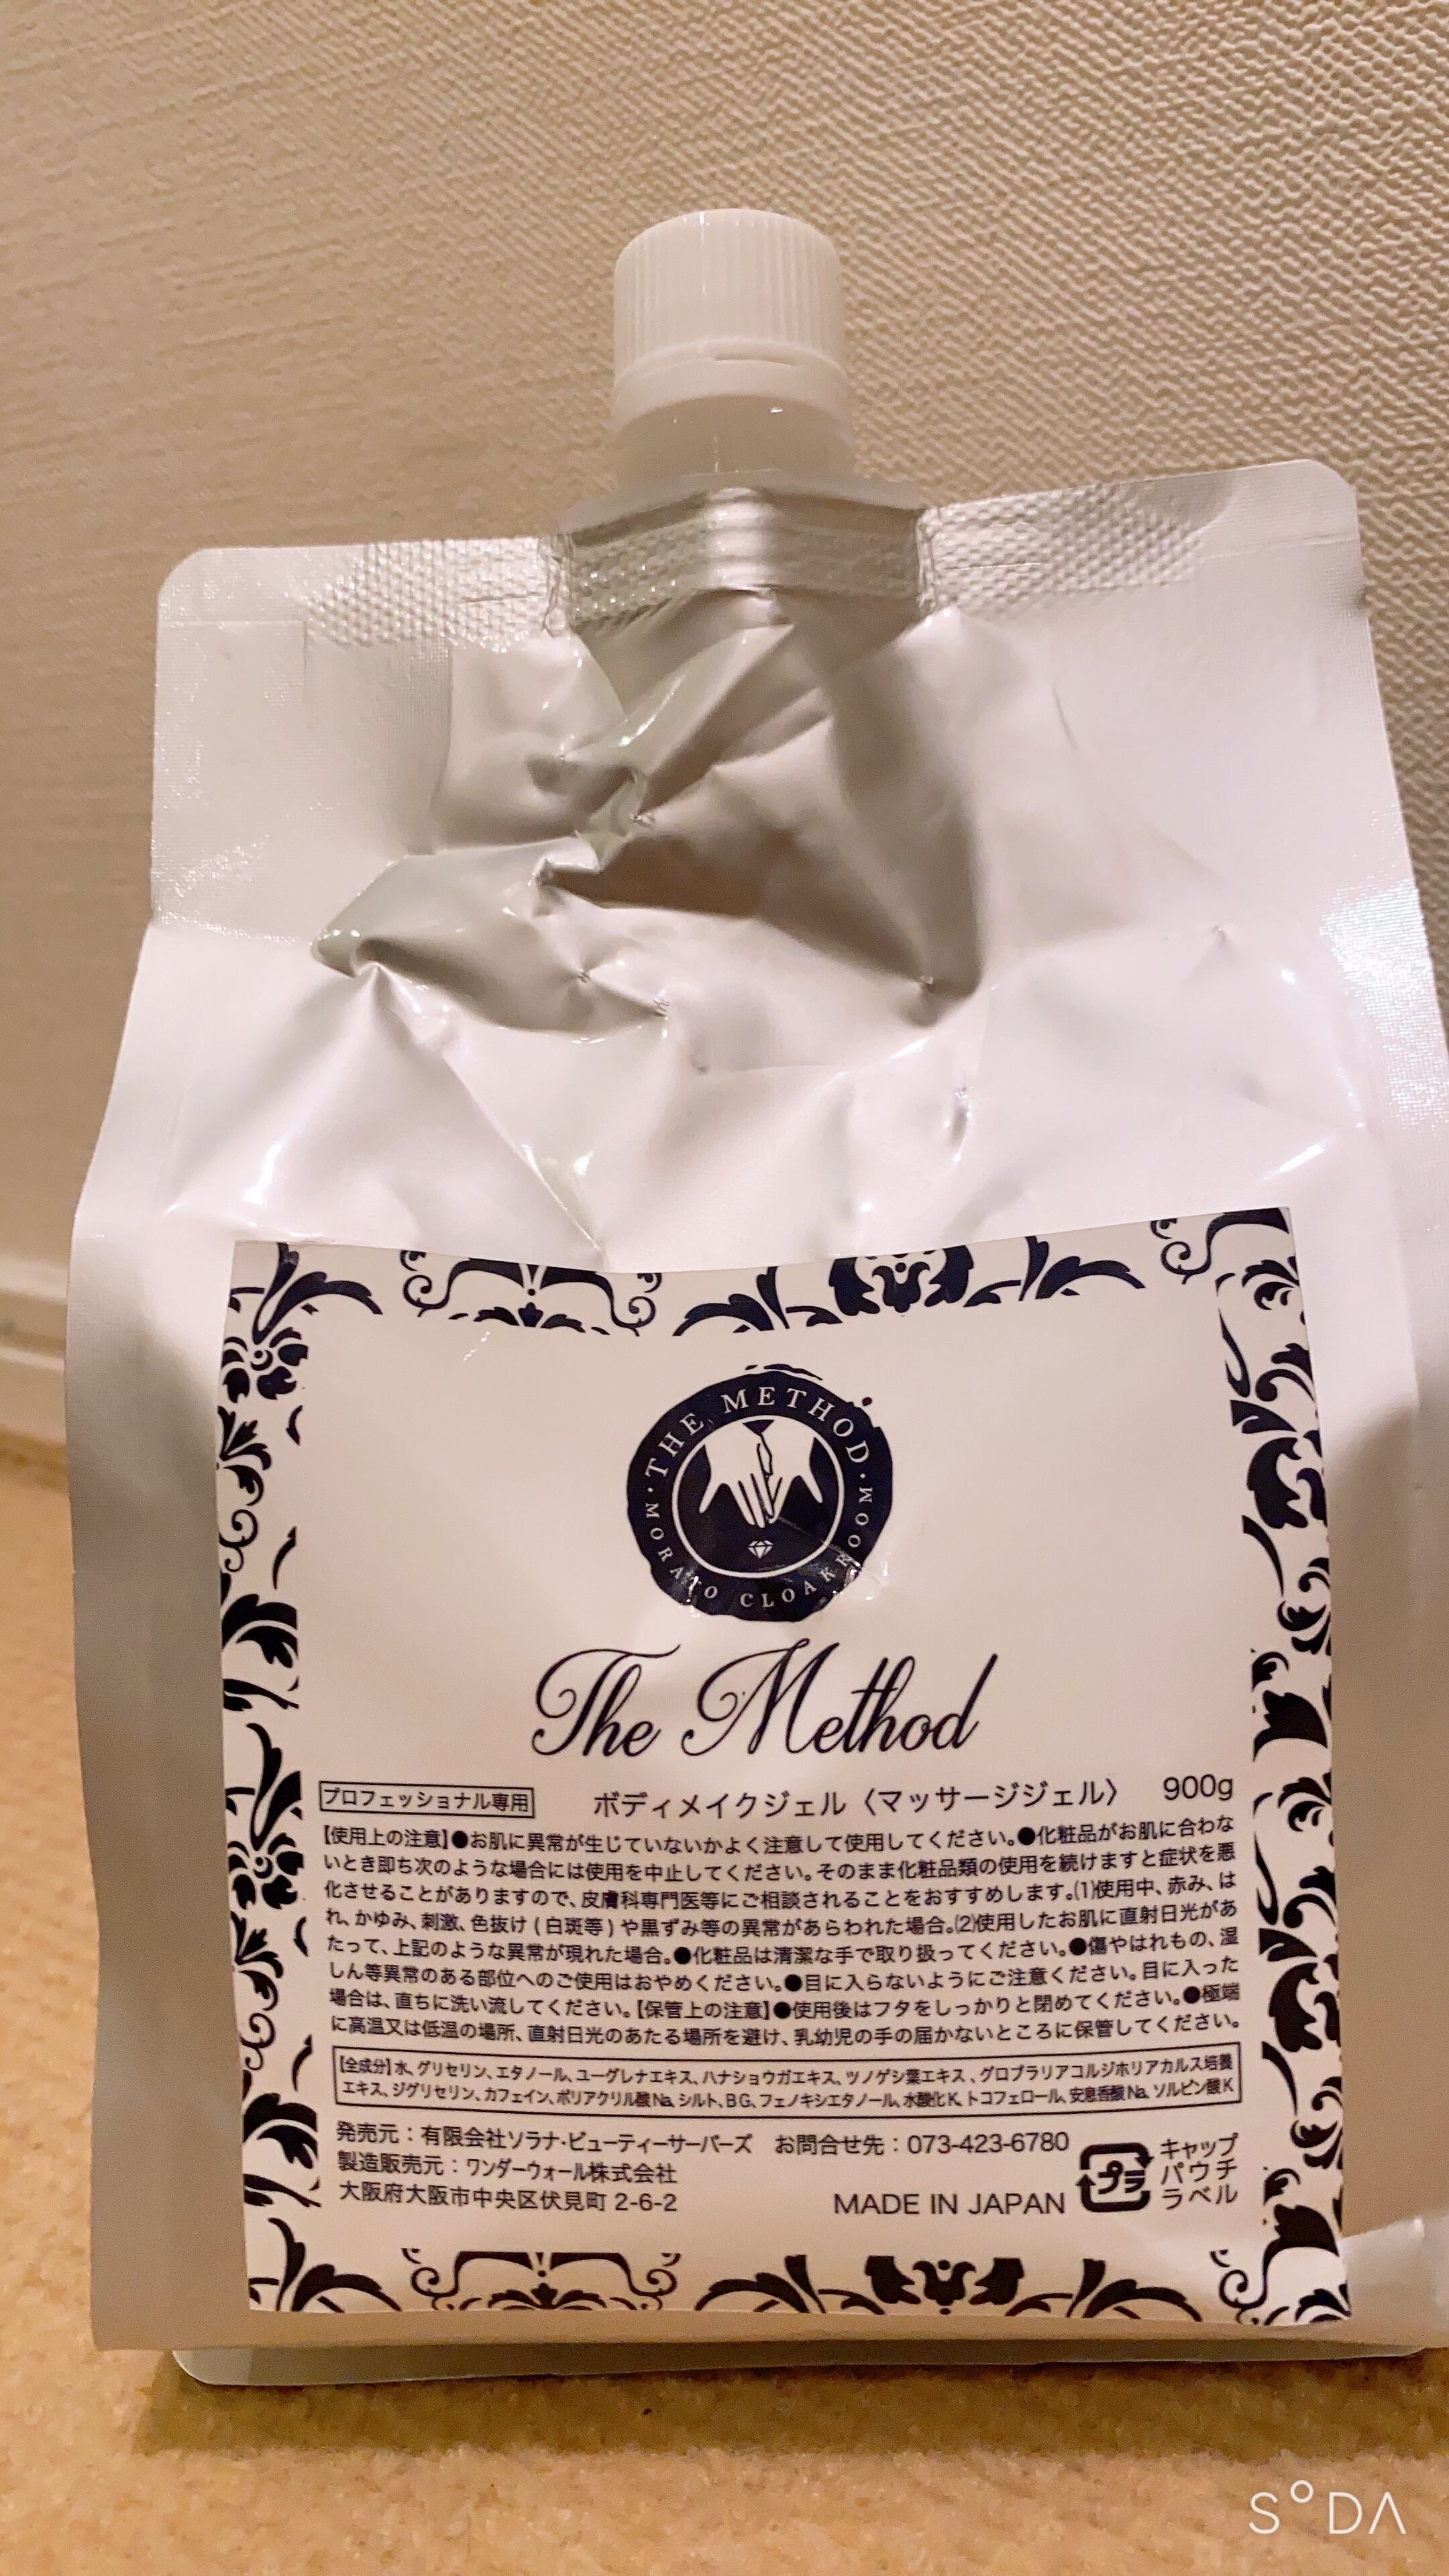 THE METHOD
MORATO CLOAKROOM
The Method
プロフェッショナル専用 ボディメイクジェル〈マッサージジェル〉 900g
【使用上の注意】●お肌に異常が生じていないかよく注意して使用してください。●化粧品がお肌に合わな
いとき即ち次のような場合には使用を中止してください。そのまま化粧品類の使用を続けますと症状を悪
化させることがありますので、皮膚科専門医等にご相談されることをおすすめします。(1)使用中、赤み、は
れ、かゆみ、刺激、色抜け(白斑等)や黒ずみ等の異常があらわれた場合。(2)使用したお肌に直射日光があ
たって、上記のような異常が現れた場合。●化粧品は清潔な手で取り扱ってください。●傷やはれもの、湿
しん等異常のある部位へのご使用はおやめください。●目に入らないようにご注意ください。目に入った
場合は、直ちに洗い流してください。【保管上の注意】●使用後はフタをしっかりと閉めてください。●極端
に高温又は低温の場所、直射日光のあたる場所を避け、乳幼児の手の届かないところに保管してください。
【全成分】水、グリセリン、エタノール、ユーグレナエキス、ハナショウガエキス、ツノゲシ葉エキス、グロブラリアコルジホリアカルス培養
エキス、ジグリセリン、カフェイン、ポリアクリル酸Na、シルト、BG、フェノキシエタノール、水酸化K、トコフェロール、安息香酸Na、ソルビン酸K
発売元：有限会社ソラナ・ビューティーサーバーズ お問合せ先：073-423-6780
製造販売元：ワンダーウォール株式会社
大阪府大阪市中央区伏見町 2-6-2 MADE IN JAPAN
プラ
キャップ
パウチ
ラベル
SODA